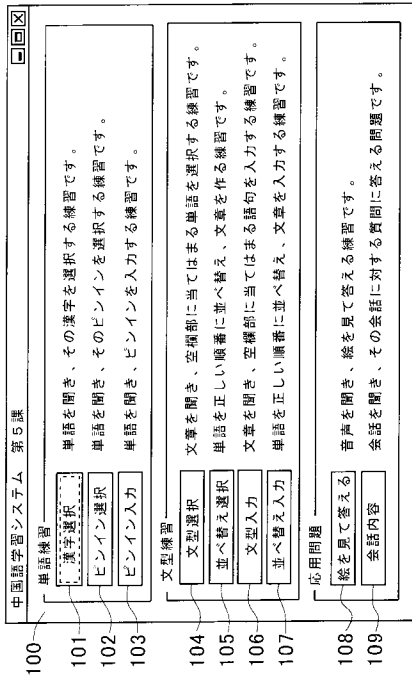 中国語学習システム 第5課
100
単語練習
101 漢字選択 単語を聞き、その漢字を選択する練習です。
102 ピンイン選択 単語を聞き、そのピンインを選択する練習です。
103 ピンイン入力 単語を聞き、ピンインを入力する練習です。
文型練習
104 文型選択 文章を聞き、空欄部に当てはまる単語を選択する練習です。
105 並べ替え選択 単語を正しい順番に並べ替え、文章を作る練習です。
106 文型入力 文章を聞き、空欄部に当てはまる語句を入力する練習です。
107 並べ替え入力 単語を正しい順番に並べ替え、文章を入力する練習です。
応用問題
108 絵を見て答える 音声を聞き、絵を見て答える練習です。
109 会話内容 会話を聞き、その会話に対する質問に答える問題です。